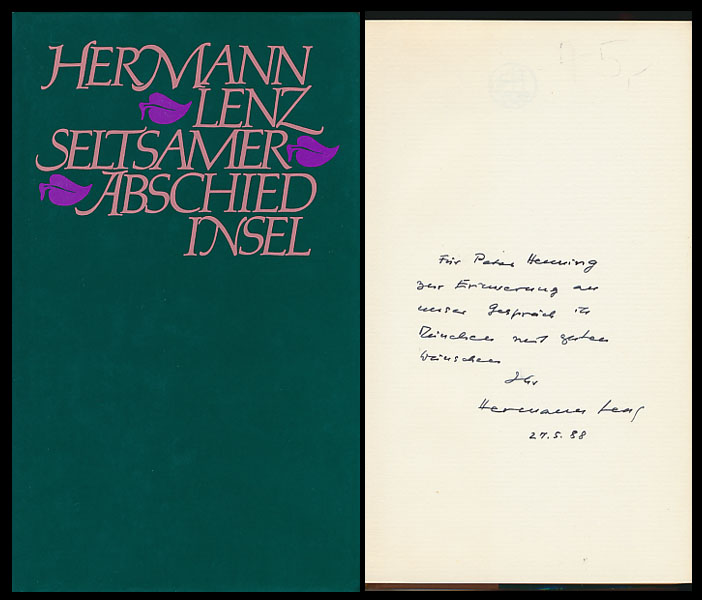 HERMANN
LENZ
SELTSAMER
ABSCHIED
INSEL
45,-
Für Peter Henning
zur Erinnerung an
unser Gespräch in
München mit guten
Wünschen
Ihr
Hermann Lenz
27.5.88